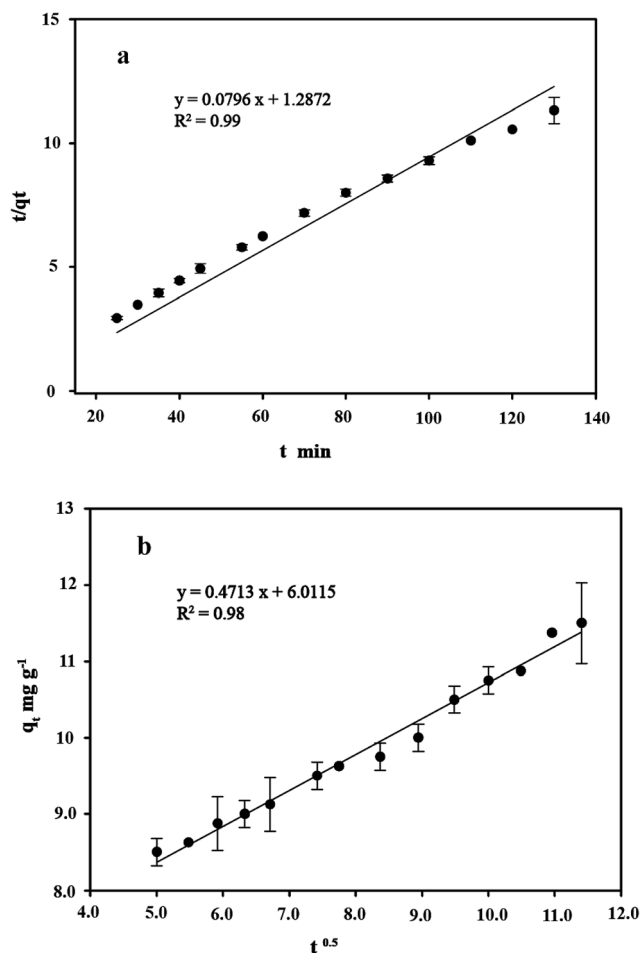 15
a
y = 0.0796 x + 1.2872
R² = 0.99
10
t/qt
5
0
20 40 60 80 100 120 140
t min
13
b
12
y = 0.4713 x + 6.0115
R² = 0.98
11
qt mg g⁻¹
10
9.0
8.0
4.0 5.0 6.0 7.0 8.0 9.0 10.0 11.0 12.0
t 0.5